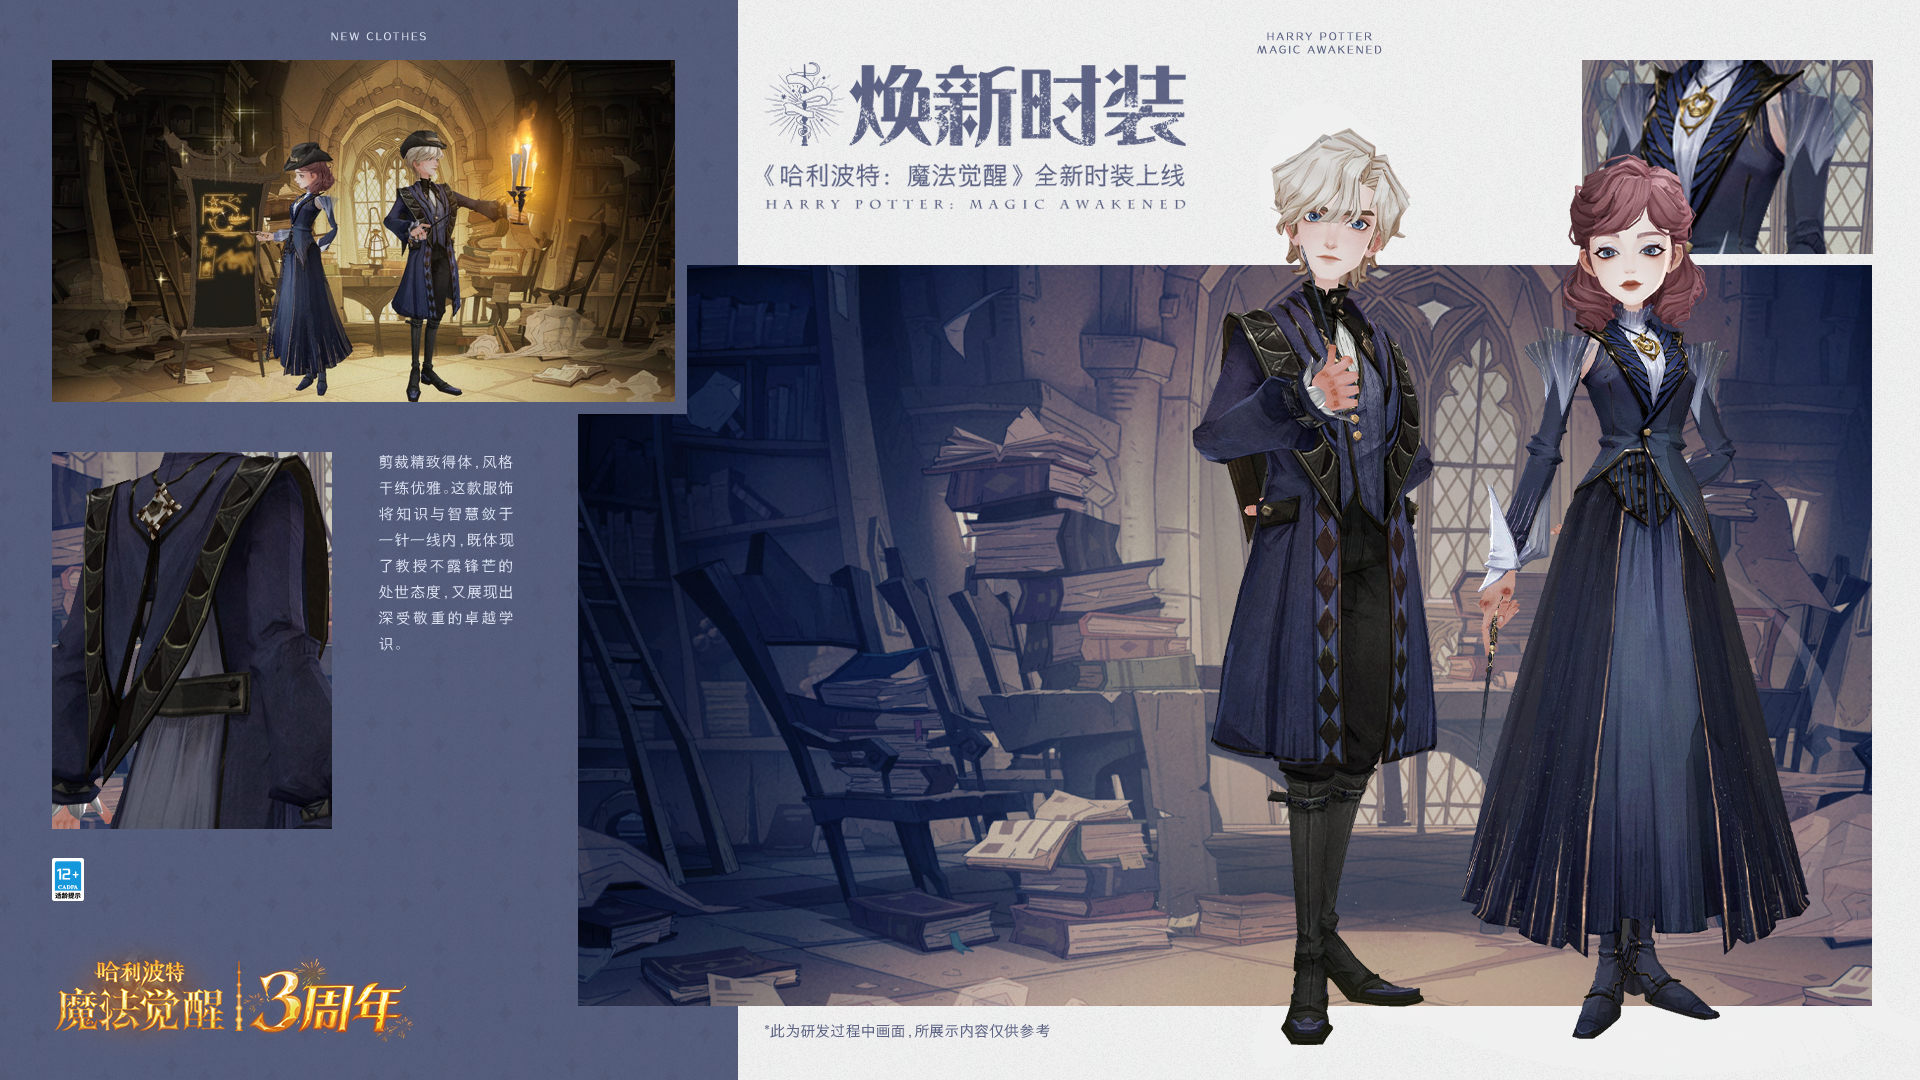 NEW CLOTHES
HARRY POTTER
MAGIC AWAKENED
焕新时装
《哈利波特：魔法觉醒》全新时装上线
HARRY POTTER: MAGIC AWAKENED
剪裁精致得体,风格
干练优雅。这款服饰
将知识与智慧敛于
一针一线内,既体现
了教授不露锋芒的
处世态度,又展现出
深受敬重的卓越学
识。
12+
CADPA
适龄提示
哈利波特
魔法觉醒
3周年
*此为研发过程中画面,所展示内容仅供参考